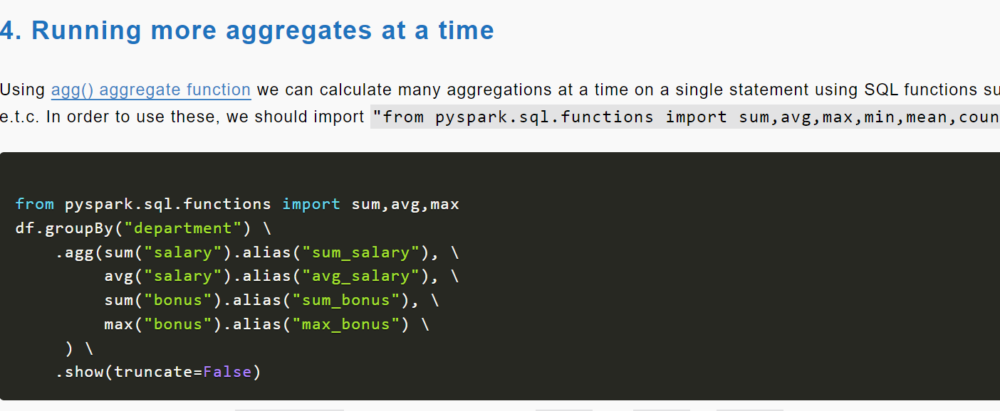 4. Running more aggregates at a time
Using agg() aggregate function we can calculate many aggregations at a time on a single statement using SQL functions
e.t.c. In order to use these, we should import "from pyspark.sql.functions import sum,avg,max,min,mean,
from pyspark.sql.functions import sum,avg,max
df.groupBy("department") \
    .agg(sum("salary").alias("sum_salary"), \
         avg("salary").alias("avg_salary"), \
         sum("bonus").alias("sum_bonus"), \
         max("bonus").alias("max_bonus") \
     ) \
    .show(truncate=False)